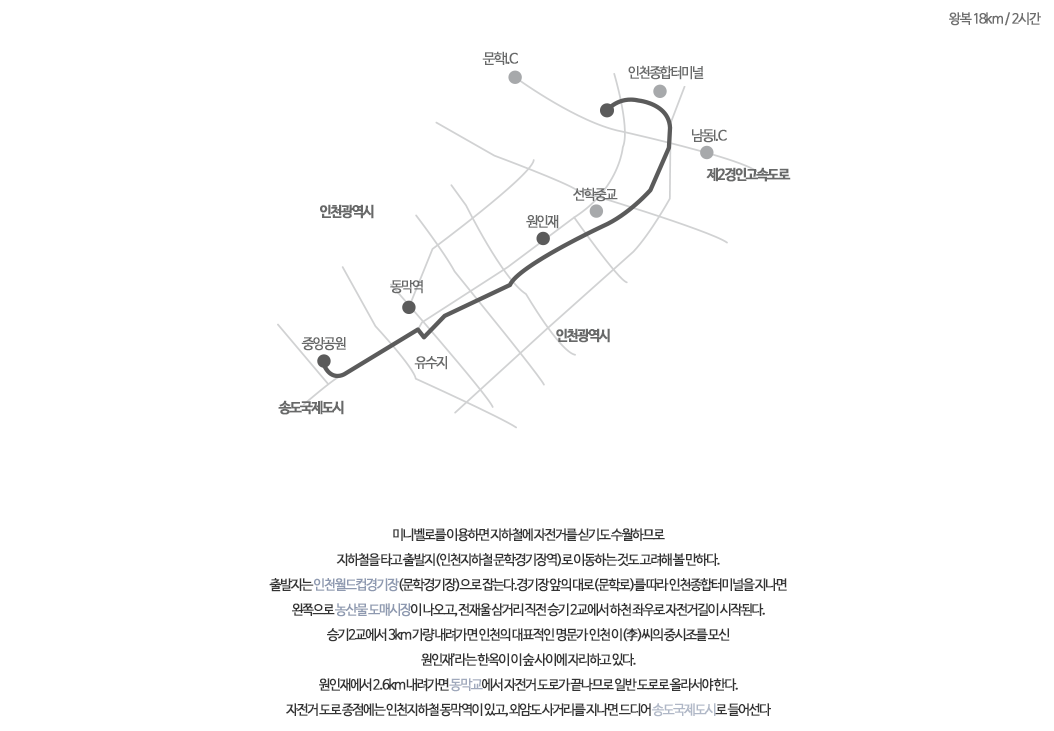 왕복 18km / 2시간
문학I.C
인천종합터미널
남동I.C
제2경인고속도로
선학중교
인천광역시
원인재
동막역
인천광역시
중앙공원
유수지
송도국제도시
미니벨로를 이용하면 지하철에 자전거를 싣기도 수월하므로
지하철을 타고 출발지(인천지하철 문학경기장역)로 이동하는 것도 고려해 볼 만하다.
출발지는 인천월드컵경기장(문학경기장)으로 잡는다.경기장 앞의 대로(문학로)를 따라 인천종합터미널을 지나면
왼쪽으로 농산물 도매시장이 나오고, 전재울 삼거리 직전 승기2교에서 하천 좌우로 자전거길이 시작된다.
승기2교에서 3km 가량 내려가면 인천의 대표적인 명문가 인천 이(李)씨의 중시조를 모신
원인재'라는 한옥이 이 숲 사이에 자리하고 있다.
원인재에서 2.6km 내려가면 동막교에서 자전거 도로가 끝나므로 일반 도로로 올라서야 한다.
자전거 도로 종점에는 인천지하철 동막역이 있고, 외암도 사거리를 지나면 드디어 송도국제도시로 들어선다